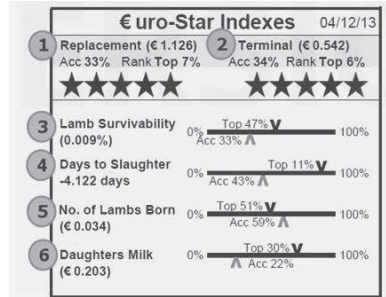 €uro-Star Indexes 04/12/13
1 Replacement (€1.126) 2 Terminal (€0.542)
Acc 33% Rank Top 7% Acc 34% Rank Top 6%
3 Lamb Survivability
(0.009%)
0% Top 47% 100%
Acc 33%
4 Days to Slaughter
-4.122 days
0% Top 11% 100%
Acc 43%
5 No. of Lambs Born
(€0.034)
0% Top 51% 100%
Acc 59%
6 Daughters Milk
(€0.203)
0% Top 30% 100%
Acc 22%